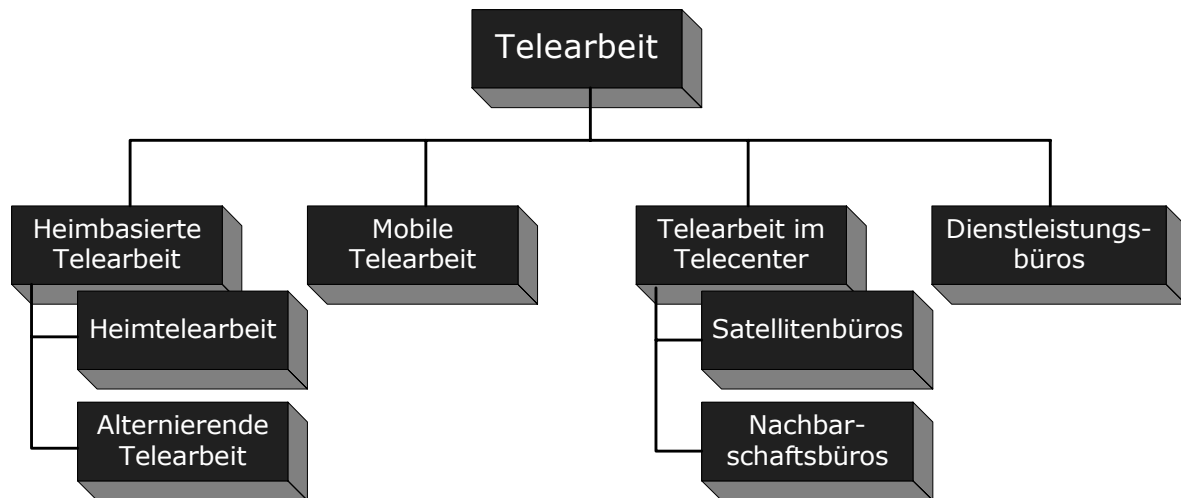 Telearbeit
Heimbasierte
Telearbeit
Mobile
Telearbeit
Telearbeit im
Telecenter
Dienstleistungs-
büros
Heimtelearbeit
Satellitenbüros
Alternierende
Telearbeit
Nachbar-
schaftsbüros